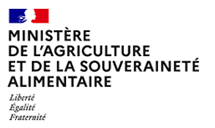 MINISTÈRE
DE L'AGRICULTURE
ET DE LA SOUVERAINETÉ
ALIMENTAIRE
Liberté
Égalité
Fraternité